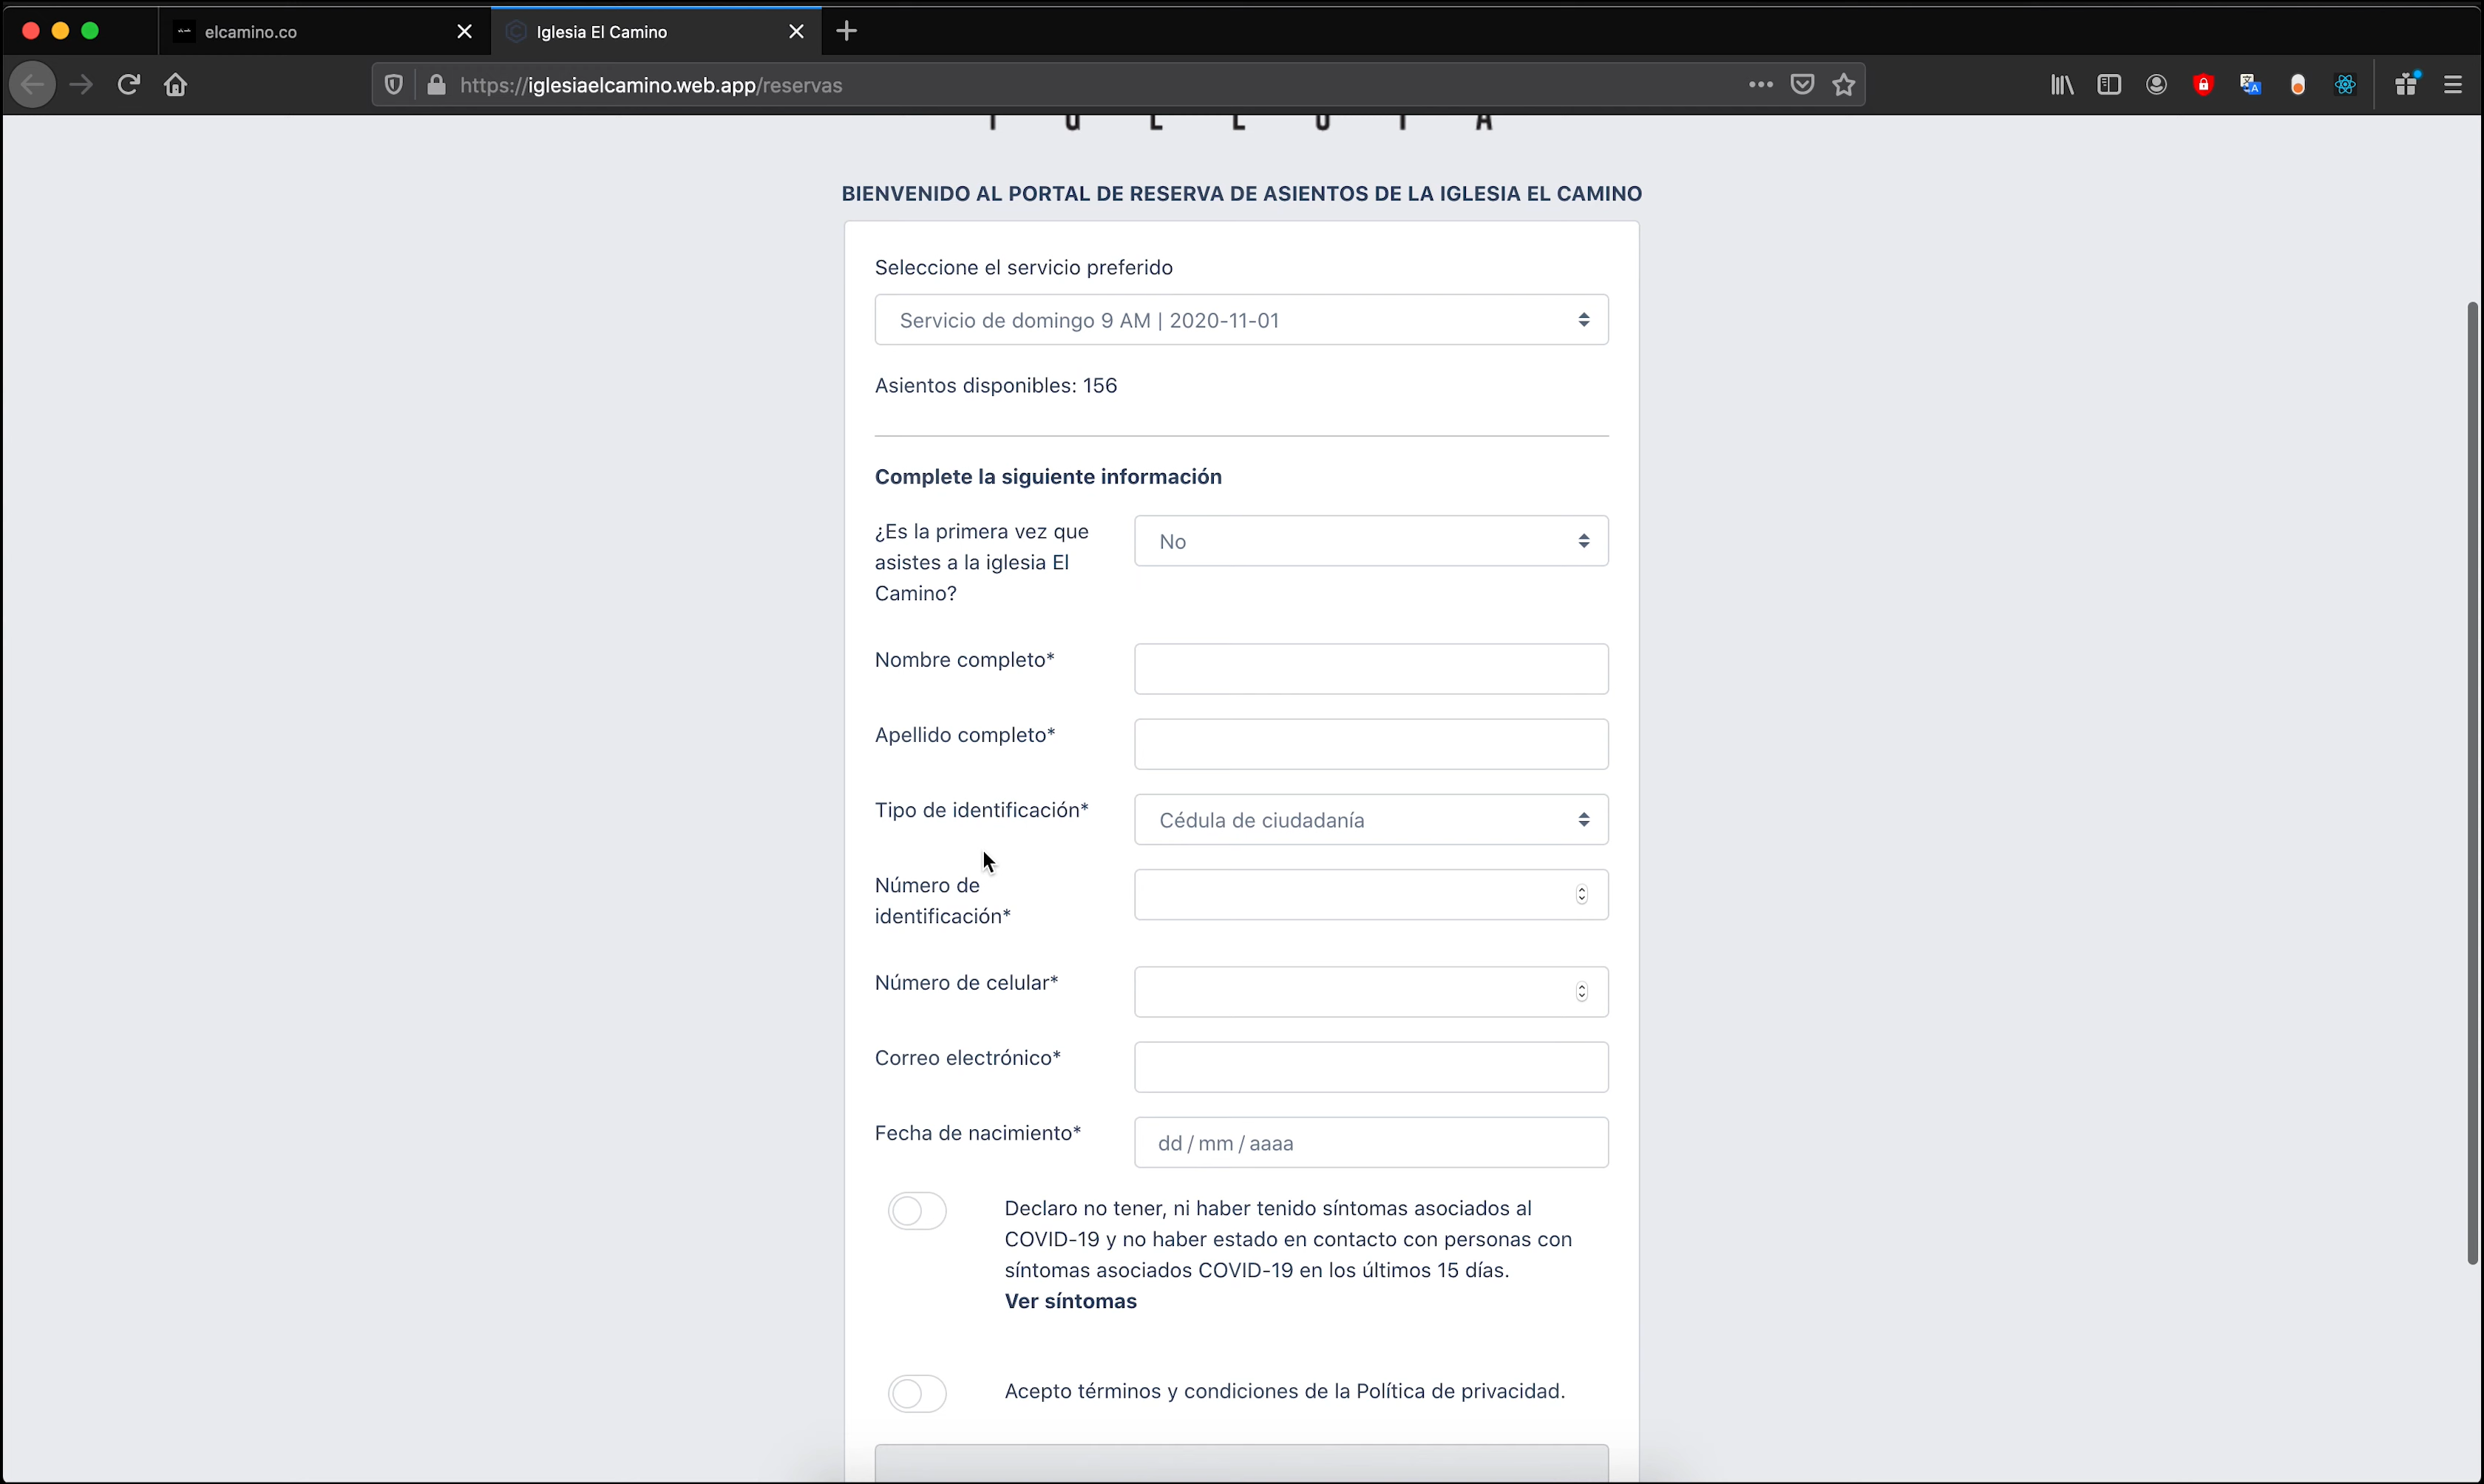 elcamino.co
Iglesia El Camino
https://iglesiaelcamino.web.app/reservas
BIENVENIDO AL PORTAL DE RESERVA DE ASIENTOS DE LA IGLESIA EL CAMINO
Seleccione el servicio preferido
Servicio de domingo 9 AM | 2020-11-01
Asientos disponibles: 156
Complete la siguiente información
¿Es la primera vez que
asistes a la iglesia El
Camino?
No
Nombre completo*
Apellido completo*
Tipo de identificación*
Cédula de ciudadanía
Número de
identificación*
Número de celular*
Correo electrónico*
Fecha de nacimiento*
dd / mm / aaaa
Declaro no tener, ni haber tenido síntomas asociados al
COVID-19 y no haber estado en contacto con personas con
síntomas asociados COVID-19 en los últimos 15 días.
Ver síntomas
Acepto términos y condiciones de la Política de privacidad.